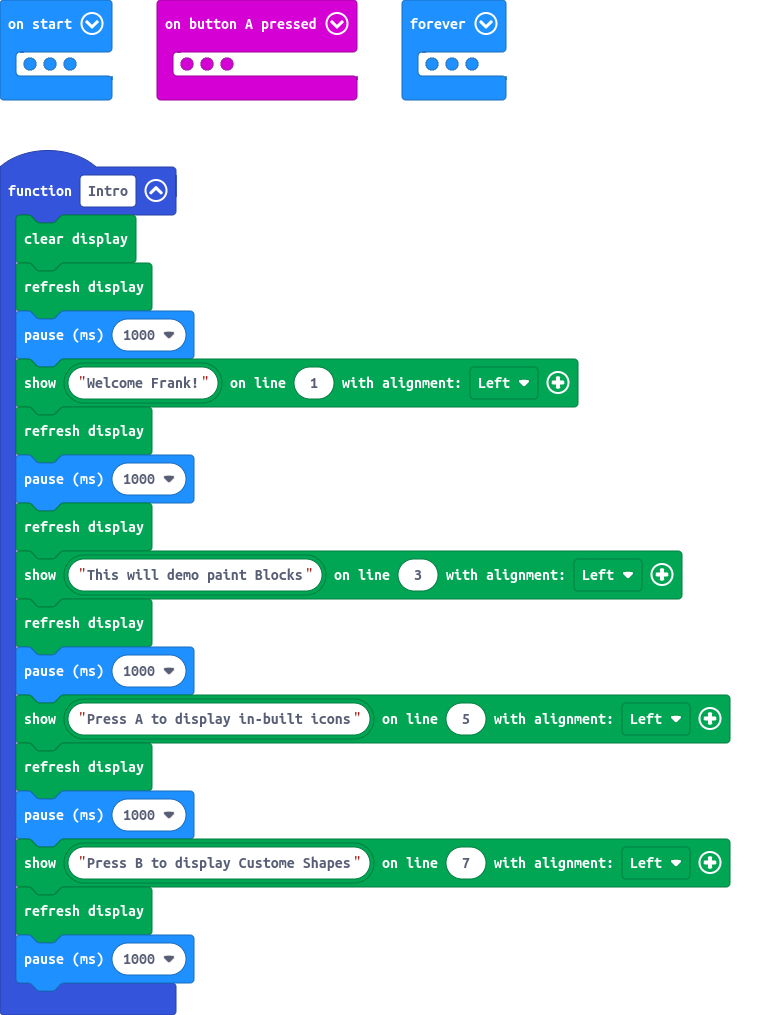 on start on button A pressed forever
function Intro
clear display
refresh display
pause (ms) 1000
show "Welcome Frank!" on line 1 with alignment: Left
refresh display
pause (ms) 1000
refresh display
show "This will demo paint Blocks" on line 3 with alignment: Left
refresh display
pause (ms) 1000
show "Press A to display in-built icons" on line 5 with alignment: Left
refresh display
pause (ms) 1000
show "Press B to display Custome Shapes" on line 7 with alignment: Left
refresh display
pause (ms) 1000